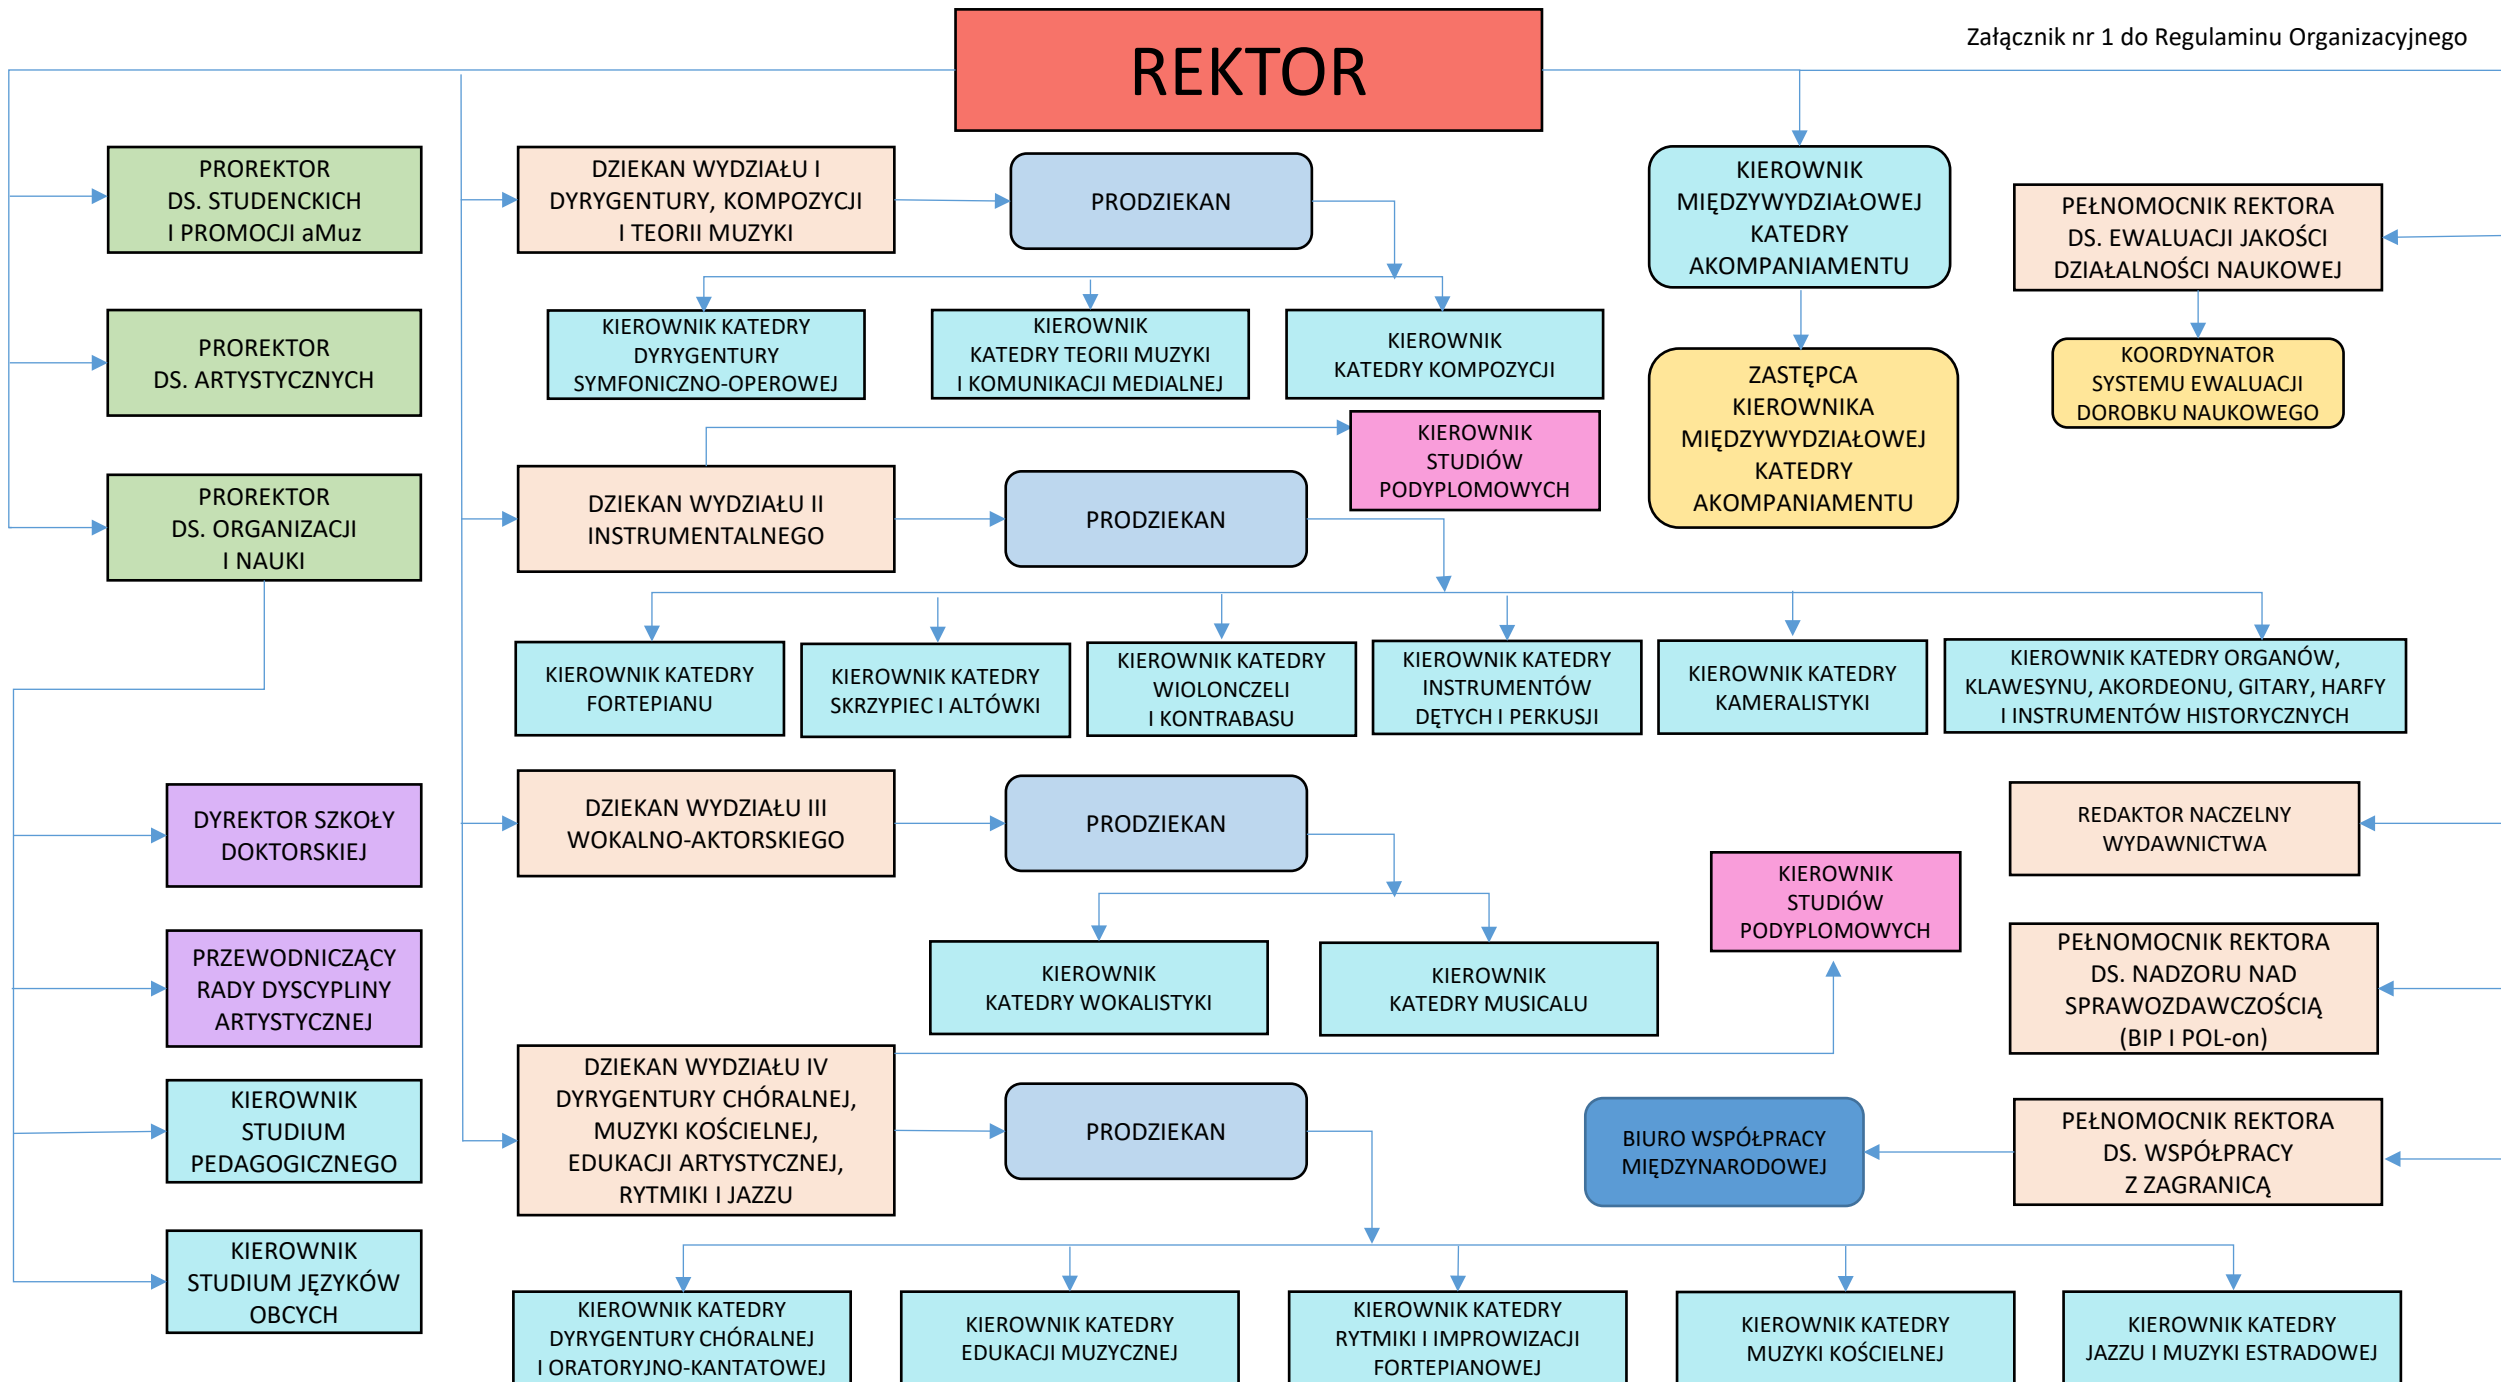 REKTOR
Załącznik nr 1 do Regulaminu Organizacyjnego
PROREKTOR
DS. STUDENCKICH
I PROMOCJI aMuz
DZIEKAN WYDZIAŁU I
DYRYGENTURY, KOMPOZYCJI
I TEORII MUZYKI
PRODZIEKAN
KIEROWNIK
MIĘDZYWYDZIAŁOWEJ
KATEDRY
AKOMPANIAMENTU
PEŁNOMOCNIK REKTORA
DS. EWALUACJI JAKOŚCI
DZIAŁALNOŚCI NAUKOWEJ
PROREKTOR
DS. ARTYSTYCZNYCH
KIEROWNIK KATEDRY
DYRYGENTURY
SYMFONICZNO-OPEROWEJ
KIEROWNIK
KATEDRY TEORII MUZYKI
I KOMUNIKACJI MEDIALNEJ
KIEROWNIK
KATEDRY KOMPOZYCJI
ZASTĘPCA
KIEROWNIKA
MIĘDZYWYDZIAŁOWEJ
KATEDRY
AKOMPANIAMENTU
KOORDYNATOR
SYSTEMU EWALUACJI
DOROBKU NAUKOWEGO
PROREKTOR
DS. ORGANIZACJI
I NAUKI
DZIEKAN WYDZIAŁU II
INSTRUMENTALNEGO
PRODZIEKAN
KIEROWNIK
STUDIÓW
PODYPLOMOWYCH
KIEROWNIK KATEDRY
FORTEPIANU
KIEROWNIK KATEDRY
SKRZYPIEC I ALTÓWKI
KIEROWNIK KATEDRY
WIOLONCZELI
I KONTRABASU
KIEROWNIK KATEDRY
INSTRUMENTÓW
DĘTYCH I PERKUSJI
KIEROWNIK KATEDRY
KAMERALISTYKI
KIEROWNIK KATEDRY ORGANÓW,
KLAWESYNU, AKORDEONU, GITARY, HARFY
I INSTRUMENTÓW HISTORYCZNYCH
DYREKTOR SZKOŁY
DOKTORSKIEJ
DZIEKAN WYDZIAŁU III
WOKALNO-AKTORSKIEGO
PRODZIEKAN
REDAKTOR NACZELNY
WYDAWNICTWA
KIEROWNIK
STUDIÓW
PODYPLOMOWYCH
PRZEWODNICZĄCY
RADY DYSCYPLINY
ARTYSTYCZNEJ
KIEROWNIK
KATEDRY WOKALISTYKI
KIEROWNIK
KATEDRY MUSICALU
PEŁNOMOCNIK REKTORA
DS. NADZORU NAD
SPRAWOZDAWCZOŚCIĄ
(BIP I POL-on)
KIEROWNIK
STUDIUM
PEDAGOGICZNEGO
DZIEKAN WYDZIAŁU IV
DYRYGENTURY CHÓRALNEJ,
MUZYKI KOŚCIELNEJ,
EDUKACJI ARTYSTYCZNEJ,
RYTMIKI I JAZZU
PRODZIEKAN
BIURO WSPÓŁPRACY
MIĘDZYNARODOWEJ
PEŁNOMOCNIK REKTORA
DS. WSPÓŁPRACY
Z ZAGRANICĄ
KIEROWNIK
STUDIUM JĘZYKÓW
OBCYCH
KIEROWNIK KATEDRY
DYRYGENTURY CHÓRALNEJ
I ORATORYJNO-KANTATOWEJ
KIEROWNIK KATEDRY
EDUKACJI MUZYCZNEJ
KIEROWNIK KATEDRY
RYTMIKI I IMPROWIZACJI
FORTEPIANOWEJ
KIEROWNIK KATEDRY
MUZYKI KOŚCIELNEJ
KIEROWNIK KATEDRY
JAZZU I MUZYKI ESTRADOWEJ